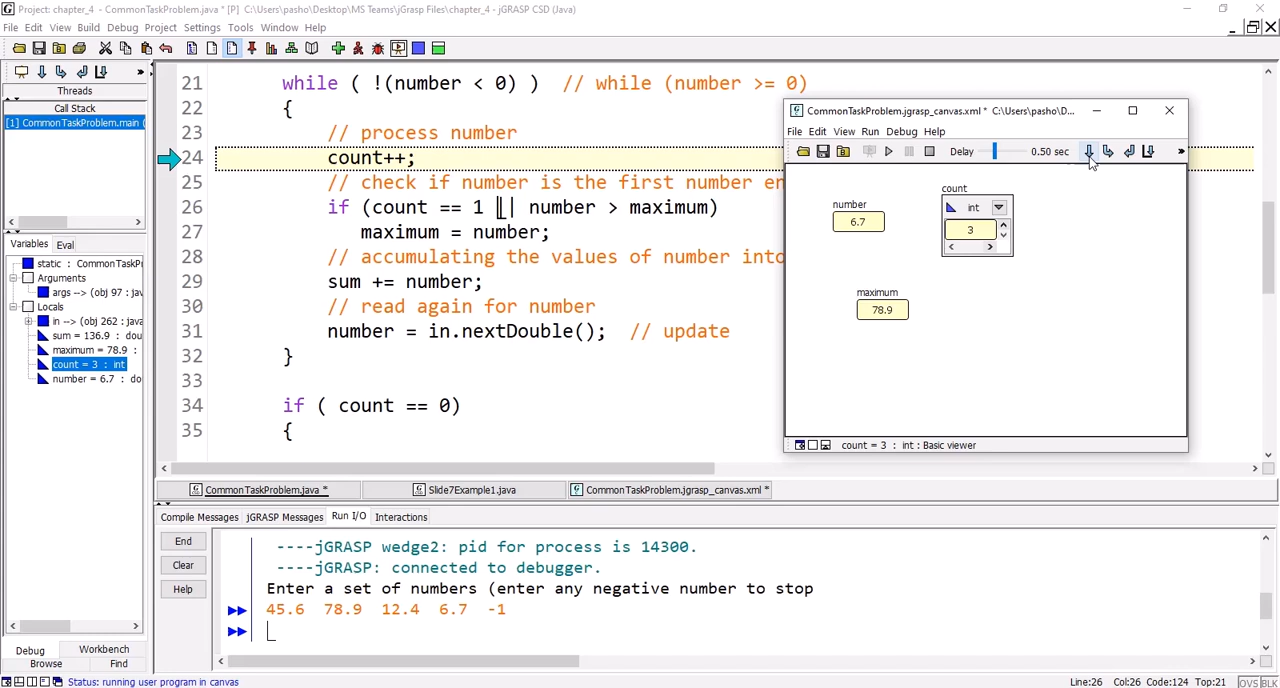 Project: chapter_4 - CommonTaskProblem.java * [P] C:\Users\pasho\Desktop\MS Teams\jGrasp Files\chapter_4 - jGRASP CSD (Java)
File Edit View Build Debug Project Settings Tools Window Help
Threads
Call Stack
[1] CommonTaskProblem.main (
Variables Eval
static : CommonTaskPr
Arguments
args --> (obj 97 : jav
Locals
in --> (obj 262 : java
sum = 136.9 : dou
maximum = 78.9 :
count = 3 : int
number = 6.7 : do
Debug Workbench
Browse Find
21 while ( !(number < 0) ) // while (number >= 0)
22 {
23 // process number
24 count++;
25 // check if number is the first number en
26 if (count == 1 || number > maximum)
27 maximum = number;
28 // accumulating the values of number into
29 sum += number;
30 // read again for number
31 number = in.nextDouble(); // update
32 }
33
34 if ( count == 0)
35 {
CommonTaskProblem.jgrasp_canvas.xml * C:\Users\pasho\D...
File Edit View Run Debug Help
Delay 0.50 sec
number
6.7
count
int
3
maximum
78.9
count = 3 : int : Basic viewer
CommonTaskProblem.java * Slide7Example1.java CommonTaskProblem.jgrasp_canvas.xml *
Compile Messages jGRASP Messages Run I/O Interactions
End
Clear
Help
----jGRASP wedge2: pid for process is 14300.
----jGRASP: connected to debugger.
Enter a set of numbers (enter any negative number to stop
45.6 78.9 12.4 6.7 -1
Status: running user program in canvas
Line:26 Col:26 Code:124 Top:21 OVS BLK